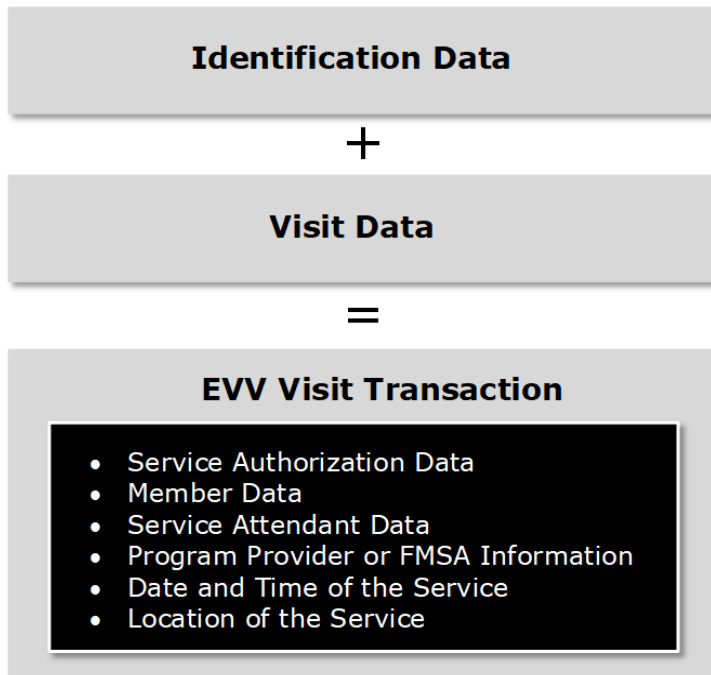 Identification Data
+
Visit Data
=
EVV Visit Transaction
• Service Authorization Data
• Member Data
• Service Attendant Data
• Program Provider or FMSA Information
• Date and Time of the Service
• Location of the Service